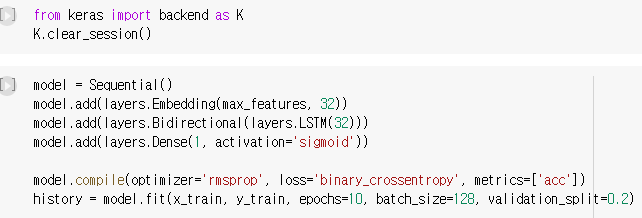 from keras import backend as K
K.clear_session()
model = Sequential()
model.add(layers.Embedding(max_features, 32))
model.add(layers.Bidirectional(layers.LSTM(32)))
model.add(layers.Dense(1, activation='sigmoid'))
model.compile(optimizer='rmsprop', loss='binary_crossentropy', metrics=['acc'])
history = model.fit(x_train, y_train, epochs=10, batch_size=128, validation_split=0.2)